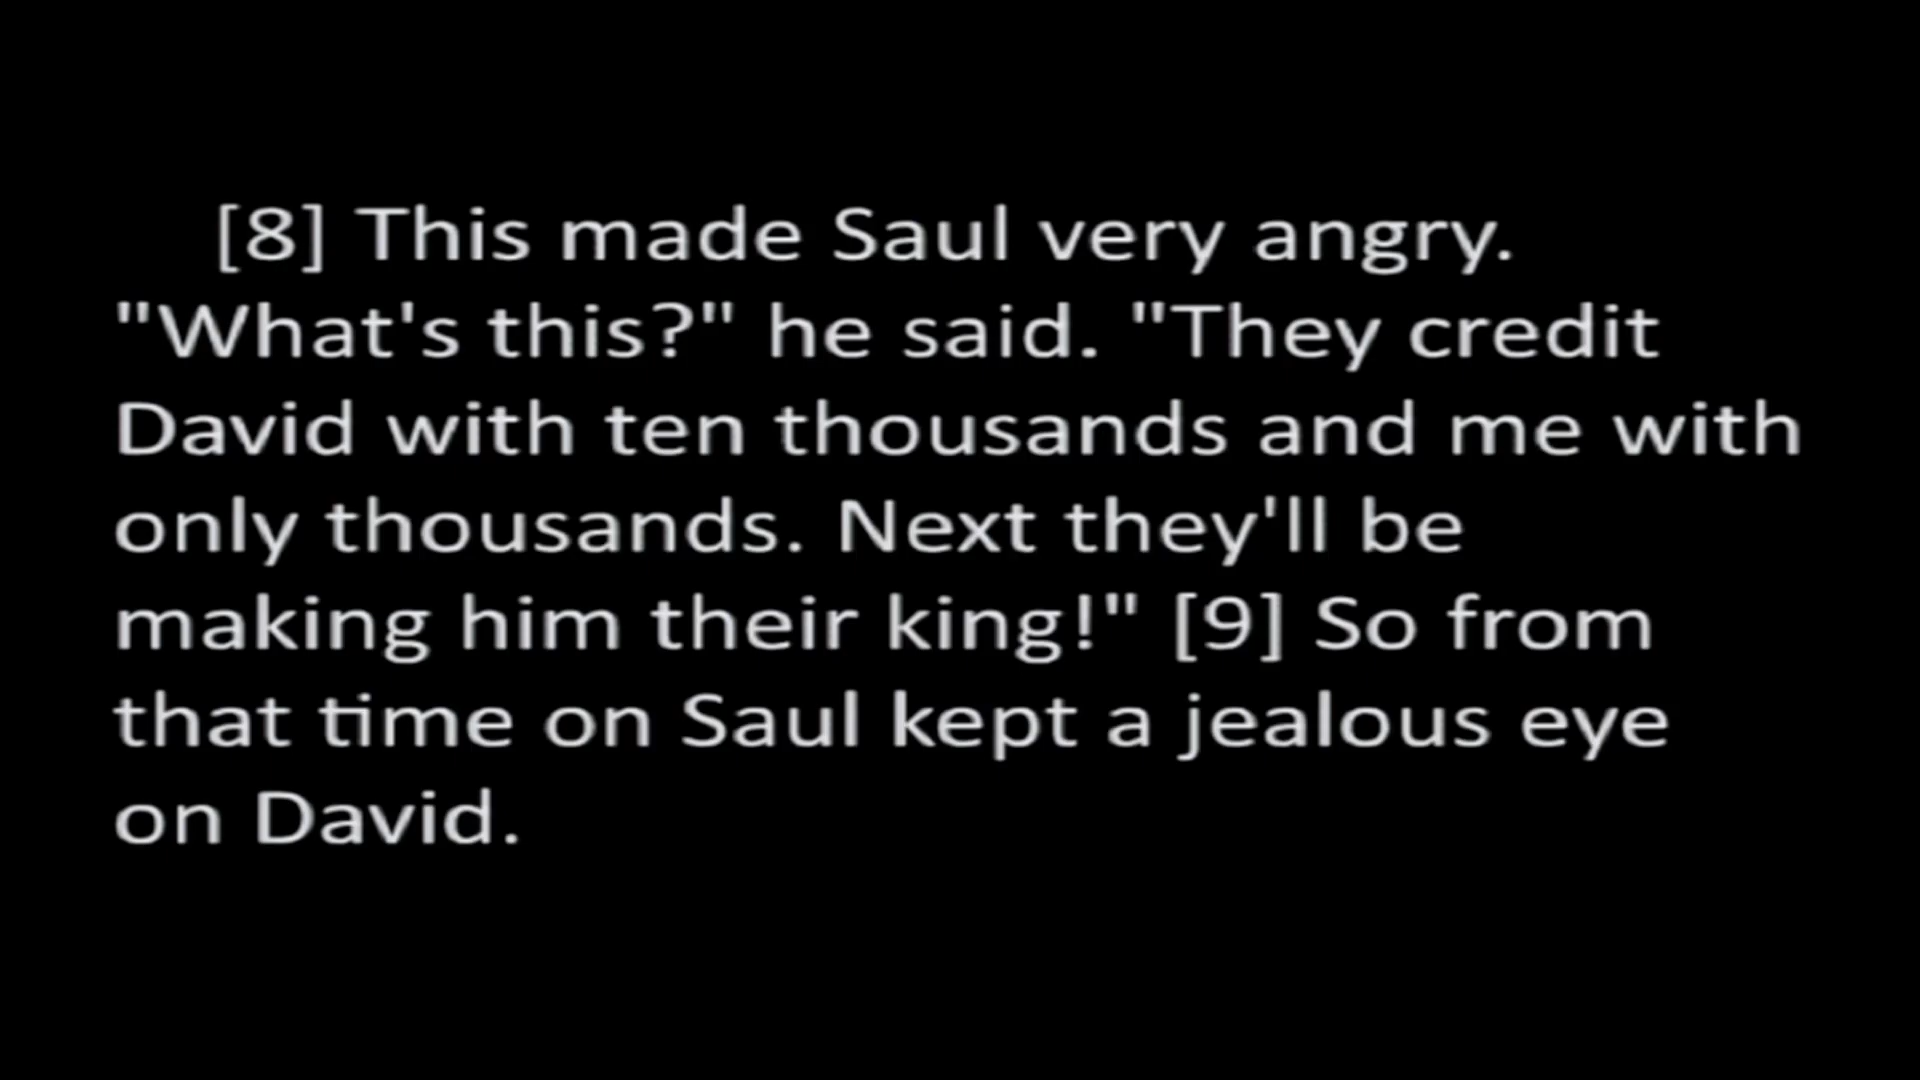 [8] This made Saul very angry.
"What's this?" he said. "They credit
David with ten thousands and me with
only thousands. Next they'll be
making him their king!" [9] So from
that time on Saul kept a jealous eye
on David.